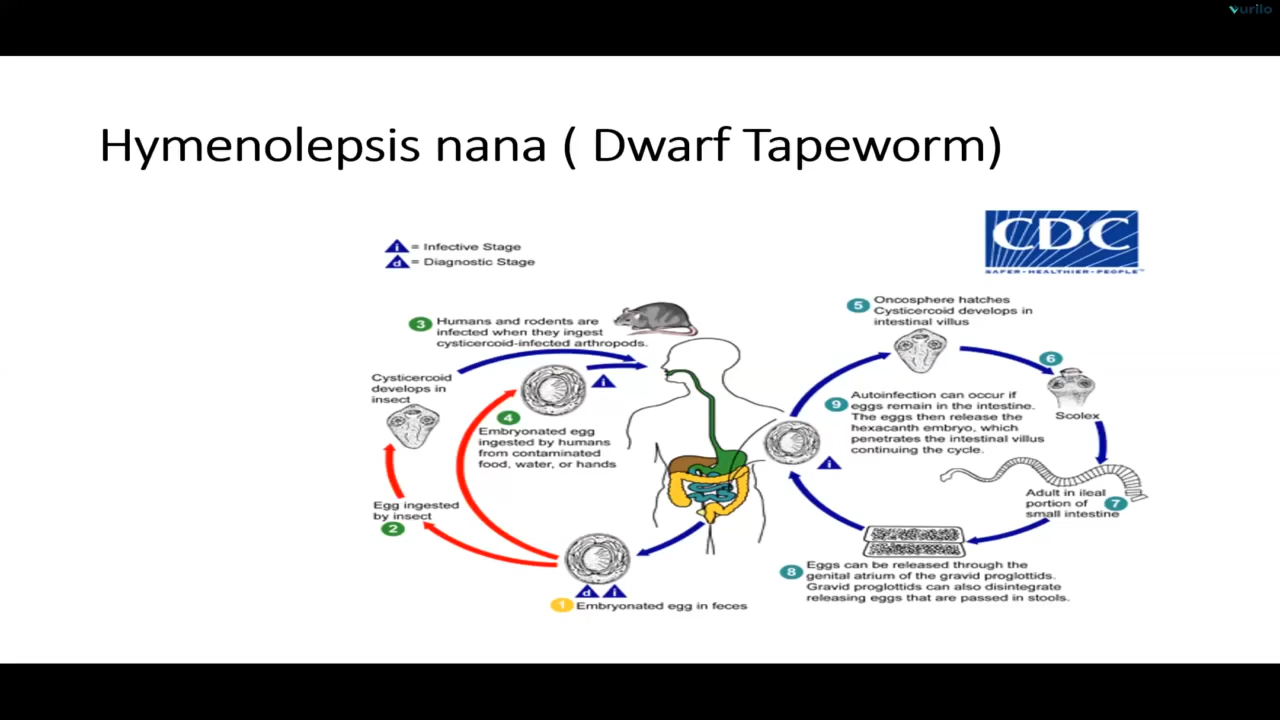 Vurilo
Hymenolepsis nana ( Dwarf Tapeworm)
CDC
SAFER•HEALTHIER•PEOPLE™
i = Infective Stage
d = Diagnostic Stage
3 Humans and rodents are
infected when they ingest
cysticercoid-infected arthropods.
Cysticercoid
develops in
insect
i
4
Embryonated egg
ingested by humans
from contaminated
food, water, or hands
Egg ingested
by insect
2
d i
1 Embryonated egg in feces
5 Oncosphere hatches
Cysticercoid develops in
intestinal villus
6
Scolex
9 Autoinfection can occur if
eggs remain in the intestine.
The eggs then release the
hexacanth embryo, which
penetrates the intestinal villus
continuing the cycle.
i
Adult in ileal
portion of 7
small intestine
8 Eggs can be released through the
genital atrium of the gravid proglottids.
Gravid proglottids can also disintegrate
releasing eggs that are passed in stools.